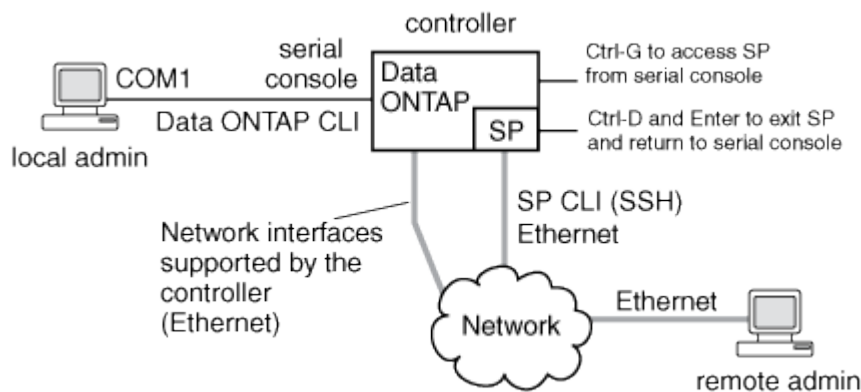 controller
serial
console
COM1
Data ONTAP CLI
local admin
Data
ONTAP
SP
Ctrl-G to access SP
from serial console
Ctrl-D and Enter to exit SP
and return to serial console
SP CLI (SSH)
Ethernet
Network interfaces
supported by the
controller
(Ethernet)
Network
Ethernet
remote admin